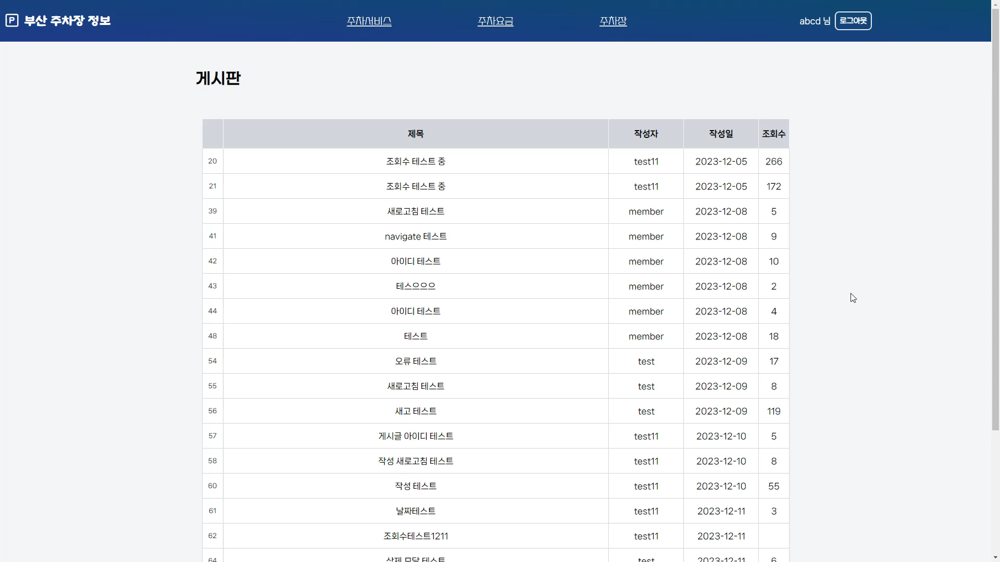 P 부산 주차장 정보 주차서비스 주차요금 주차장 abcd 님 로그아웃
게시판
제목 작성자 작성일 조회수
20 조회수 테스트 중 test11 2023-12-05 266
21 조회수 테스트 중 test11 2023-12-05 172
39 새로고침 테스트 member 2023-12-08 5
41 navigate 테스트 member 2023-12-08 9
42 아이디 테스트 member 2023-12-08 10
43 테스으으으 member 2023-12-08 2
44 아이디 테스트 member 2023-12-08 4
48 테스트 member 2023-12-08 18
54 오류 테스트 test 2023-12-09 17
55 새로고침 테스트 test 2023-12-09 8
56 새고 테스트 test 2023-12-09 119
57 게시글 아이디 테스트 test11 2023-12-10 5
58 작성 새로고침 테스트 test11 2023-12-10 8
60 작성 테스트 test11 2023-12-10 55
61 날짜테스트 test11 2023-12-11 3
62 조회수테스트1211 test11 2023-12-11
64 삭제 모달 테스트 test 2023-12-11 6